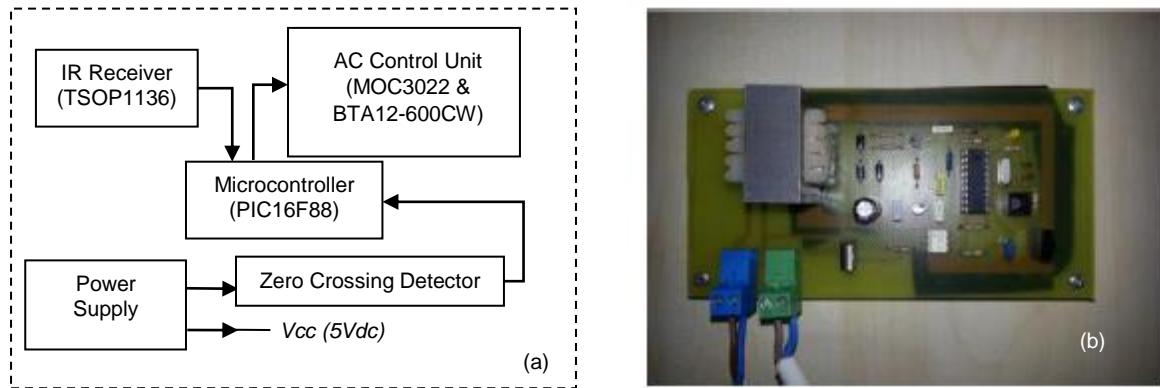 IR Receiver
(TSOP1136)
AC Control Unit
(MOC3022 &
BTA12-600CW)
Microcontroller
(PIC16F88)
Power
Supply
Zero Crossing Detector
Vcc (5Vdc)
(a)
(b)